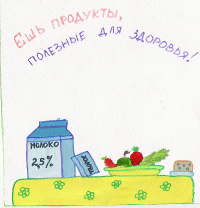 Ешь продукты,
полезные для здоровья!
молоко
2,5%